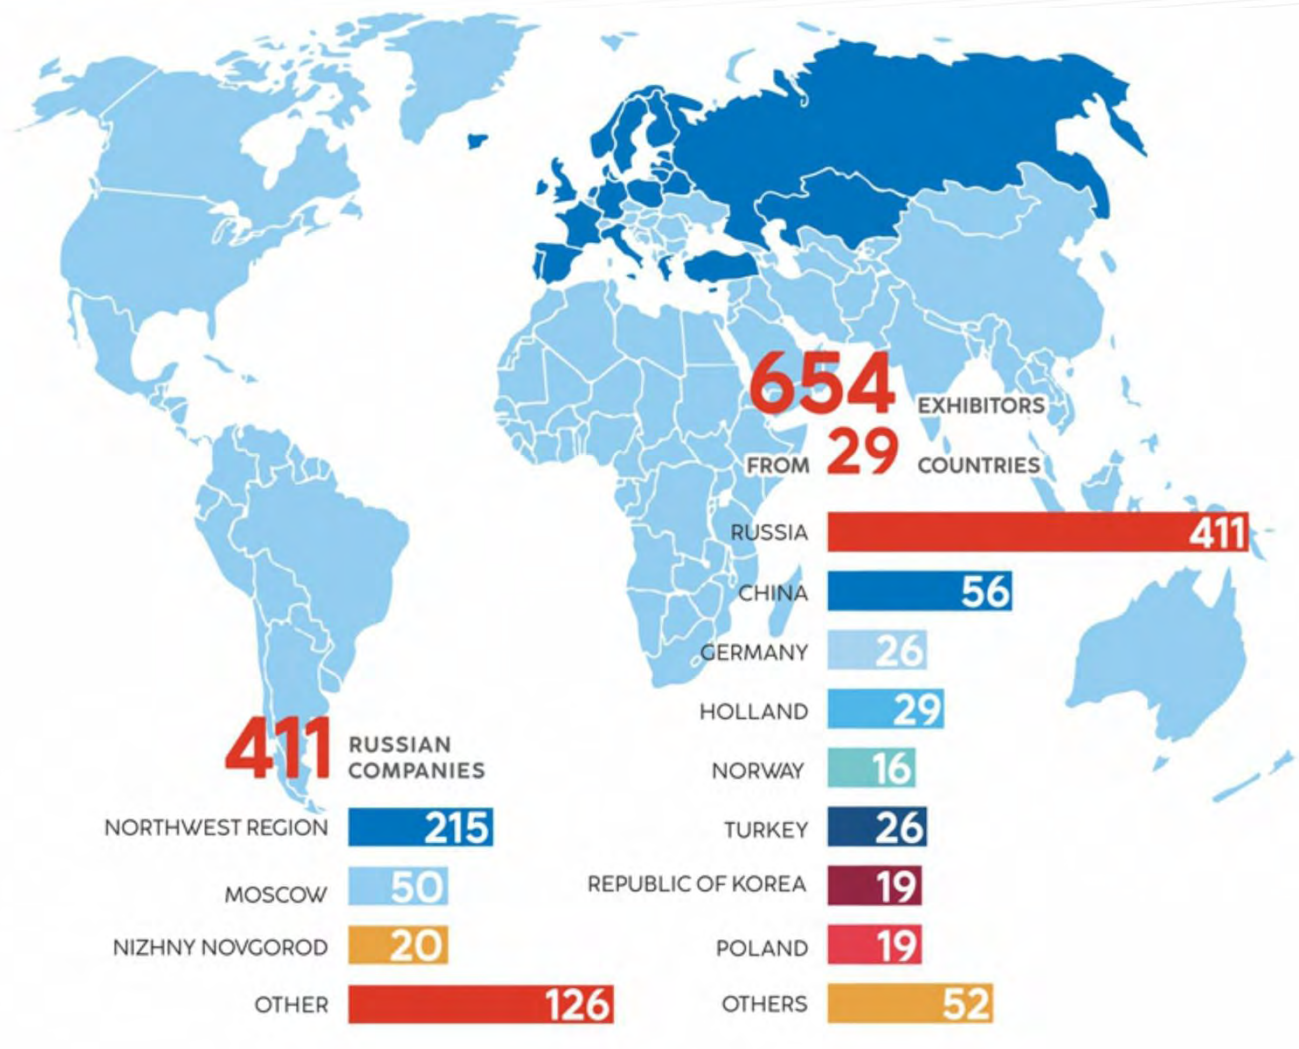 654 EXHIBITORS
FROM 29 COUNTRIES
RUSSIA 411
CHINA 56
GERMANY 26
HOLLAND 29
NORWAY 16
TURKEY 26
REPUBLIC OF KOREA 19
POLAND 19
OTHERS 52
411 RUSSIAN
COMPANIES
NORTHWEST REGION 215
MOSCOW 50
NIZHNY NOVGOROD 20
OTHER 126